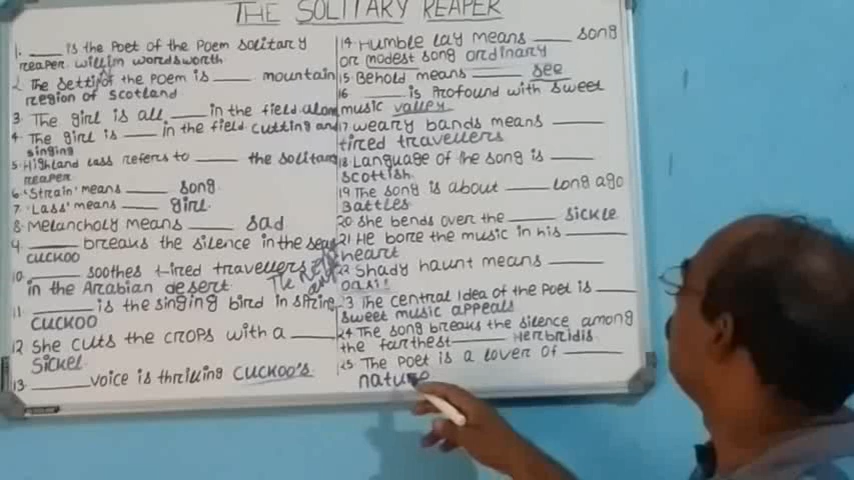 THE SOLITARY REAPER
1. ____ is the Poet of the Poem solitary
reaper. william wordsworth
2. The setting of the Poem is ____ mountain
region of scotland
3. The girl is all ____ in the field alone
4. The girl is ____ in the field. cutting and
singing
5. Highland lass refers to ____ the solitary
reaper
6. 'Strain' means ____ song.
7. 'Lass' means ____ girl.
8. Melancholy means ____ sad
9. ____ breaks the silence in the seas
cuckoo
10. ____ soothes tired travellers
in the Arabian desert. The
11. ____ is the singing bird in spring
cuckoo
12 She cuts the crops with a ____
Sickel
13. ____ voice is thrilling cuckoo's
14 Humble lay means ____ song
or modest song ordinary
15 Behold means ____ see
16 ____ is Profound with sweet
music valley
17 weary bands means ____
tired travellers
18. Language of the song is ____
scottish
19 The song is about ____ long ago
Battles
20 She bends over the ____ sickle
21 He bore the music in his ____
heart
22 Shady haunt means ____
oasis
23 The central idea of the Poet is ____
sweet music appeals
24 The song breaks the silence among
the farthest ____ Herbridis
25 The Poet is a lover of ____
nature